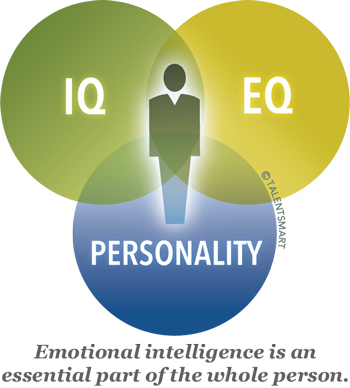 IQ
EQ
©TALENTSMART
PERSONALITY
Emotional intelligence is an
essential part of the whole person.